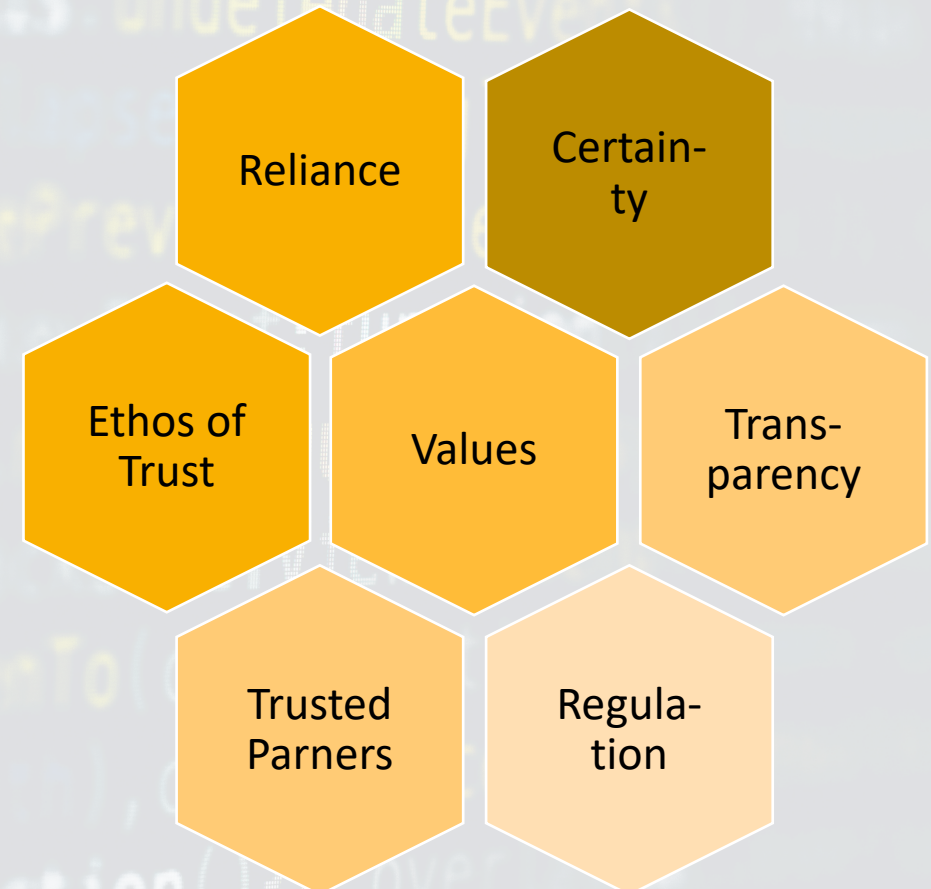 Reliance
Certain-
ty
Ethos of
Trust
Values
Trans-
parency
Trusted
Parners
Regula-
tion